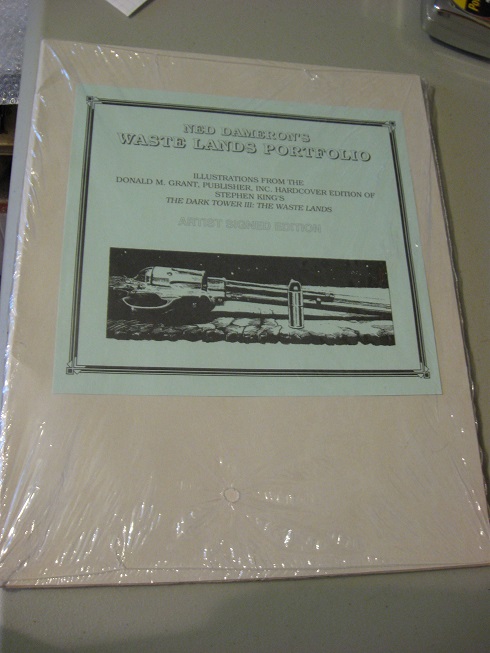 NED DAMERON'S
WASTE LANDS PORTFOLIO
ILLUSTRATIONS FROM THE
DONALD M. GRANT, PUBLISHER, INC. HARDCOVER EDITION OF
STEPHEN KING'S
THE DARK TOWER III: THE WASTE LANDS
ARTIST SIGNED EDITION